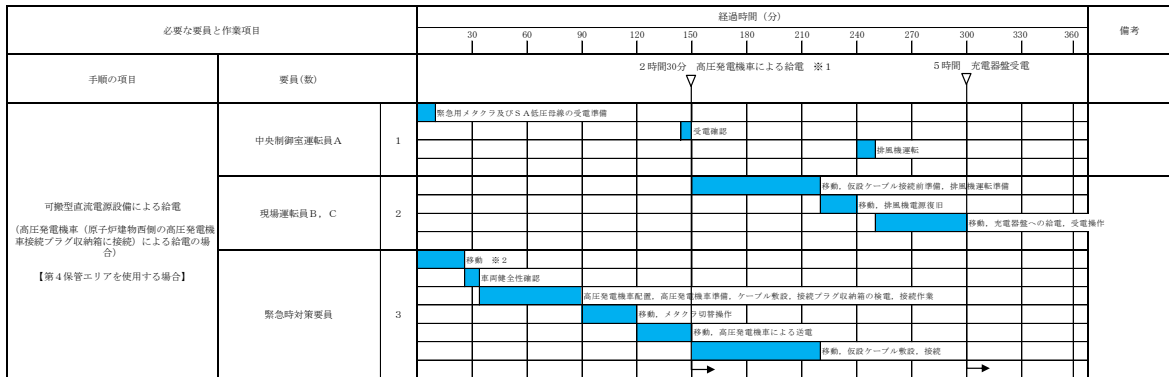 必要な要員と作業項目
経過時間（分）
備考
30 60 90 120 150 180 210 240 270 300 330 360
手順の項目
要員(数)
2時間30分 高圧発電機車による給電 ※1
5時間 充電器盤受電
可搬型直流電源設備による給電
(高圧発電機車（原子炉建物西側の高圧発電機
車接続プラグ収納箱に接続）による給電の場
合)
【第4保管エリアを使用する場合】
中央制御室運転員A
1
緊急用メタクラ及びSA低圧母線の受電準備
受電確認
排風機運転
現場運転員B，C
2
移動，仮設ケーブル接続前準備，排風機運転準備
移動，排風機電源復旧
移動，充電器盤への給電，受電操作
緊急時対策要員
3
移動 ※2
車両健全性確認
高圧発電機車配置，高圧発電機車準備，ケーブル敷設，接続プラグ収納箱の検電，接続作業
移動，メタクラ切替操作
移動，高圧発電機車による送電
移動，仮設ケーブル敷設，接続